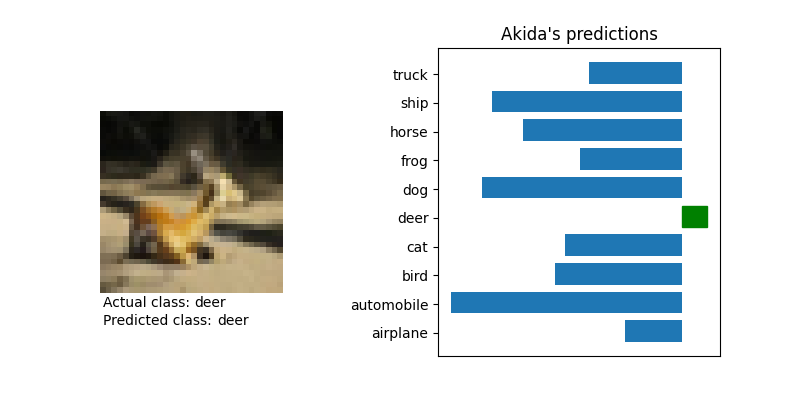 Akida's predictions
truck
ship
horse
frog
dog
deer
cat
bird
automobile
airplane
Actual class: deer
Predicted class: deer